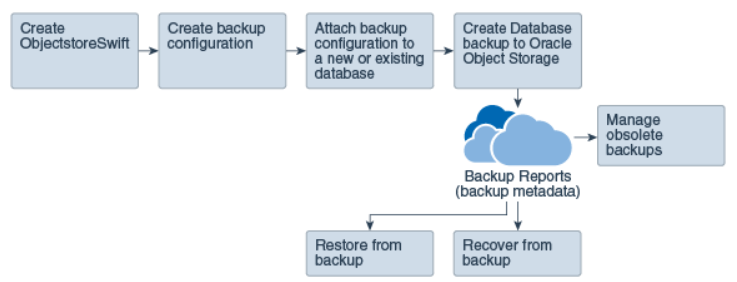 Create
ObjectstoreSwift
Create backup
configuration
Attach backup
configuration to
a new or existing
database
Create Database
backup to Oracle
Object Storage
Manage
obsolete
backups
Backup Reports
(backup metadata)
Restore from
backup
Recover from
backup